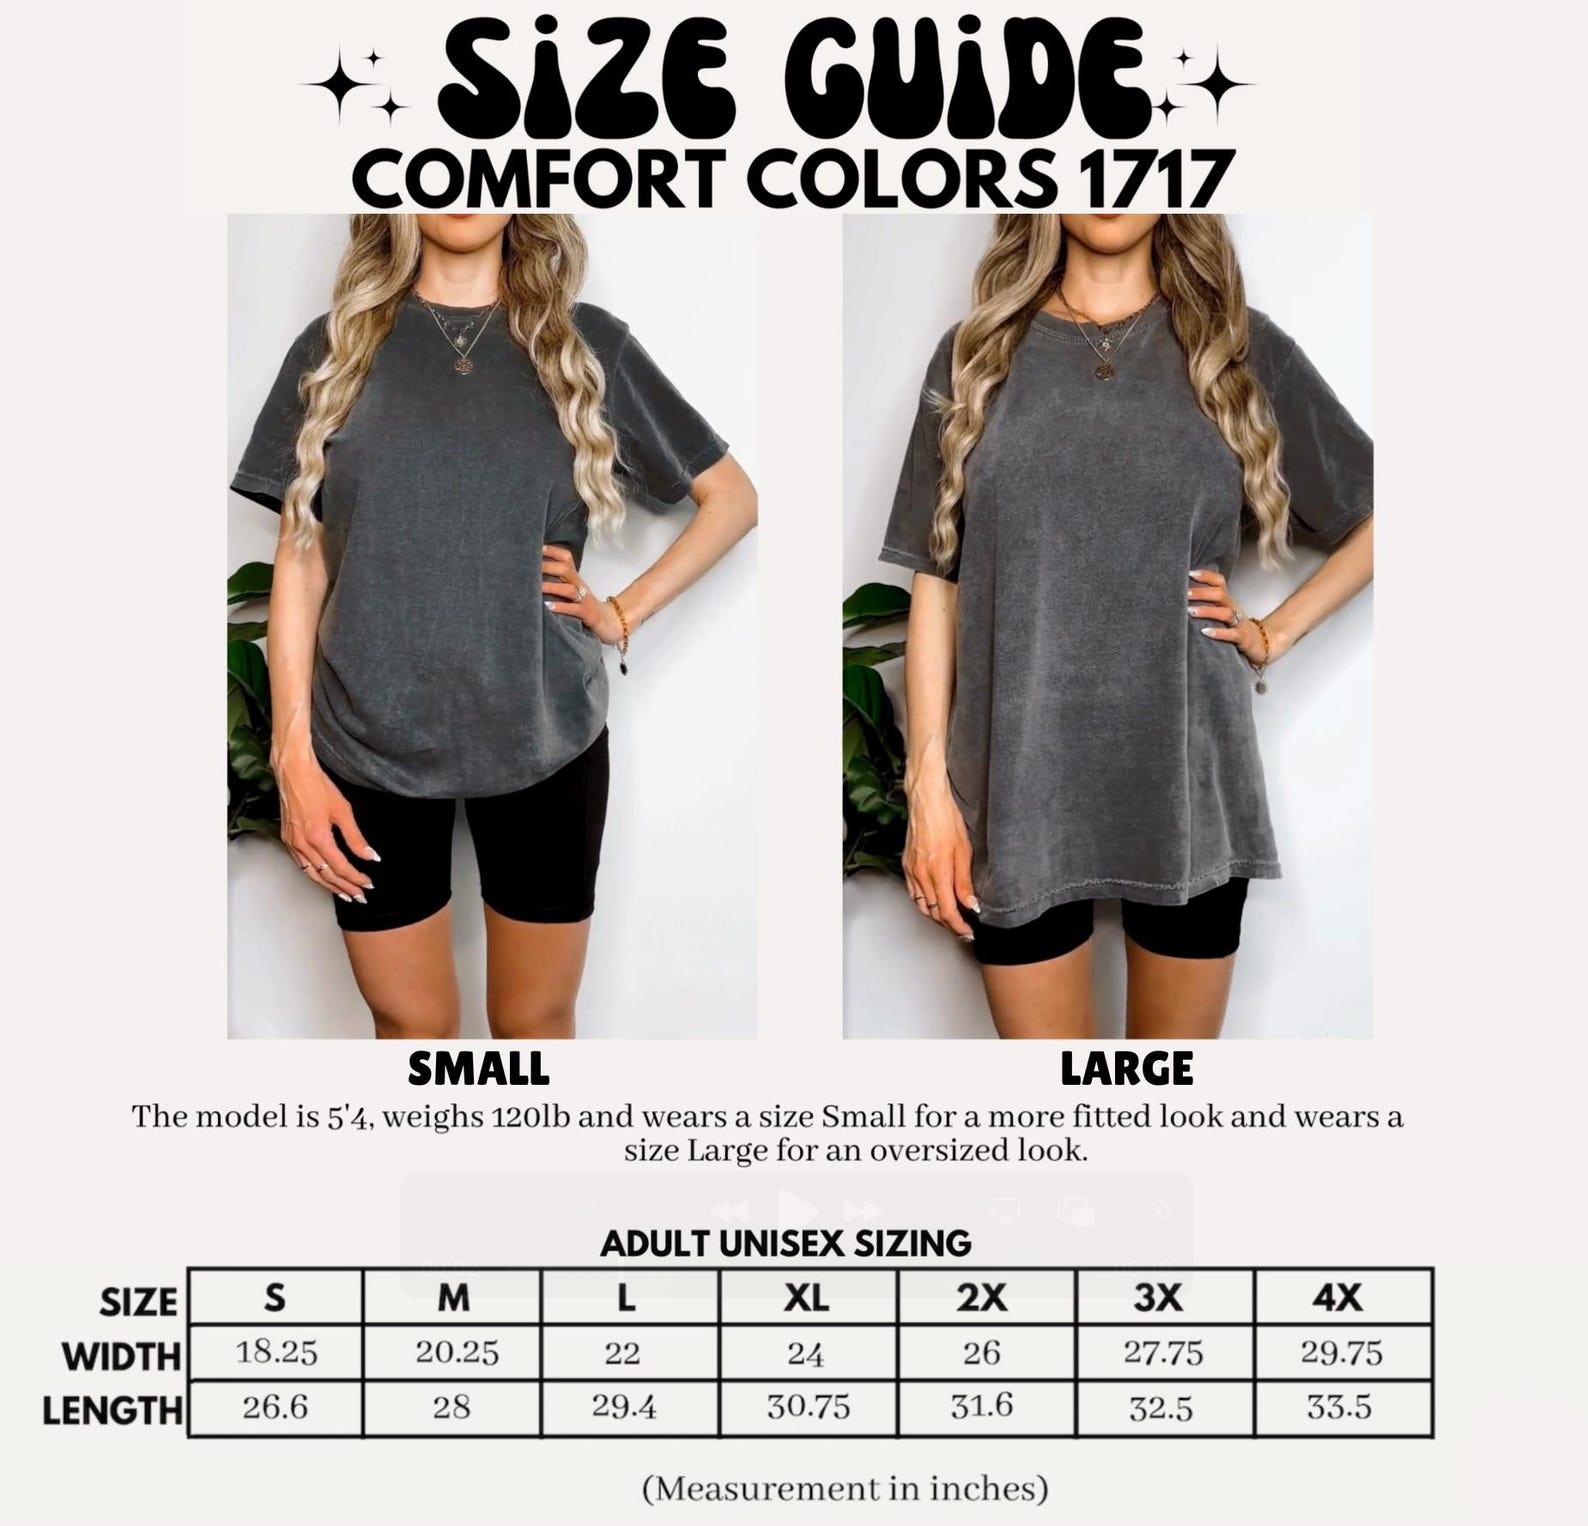 SiZE GUiDE
COMFORT COLORS 1717
SMALL
LARGE
The model is 5'4, weighs 120lb and wears a size Small for a more fitted look and wears a
size Large for an oversized look.
ADULT UNISEX SIZING
SIZE S M L XL 2X 3X 4X
WIDTH 18.25 20.25 22 24 26 27.75 29.75
LENGTH 26.6 28 29.4 30.75 31.6 32.5 33.5
(Measurement in inches)